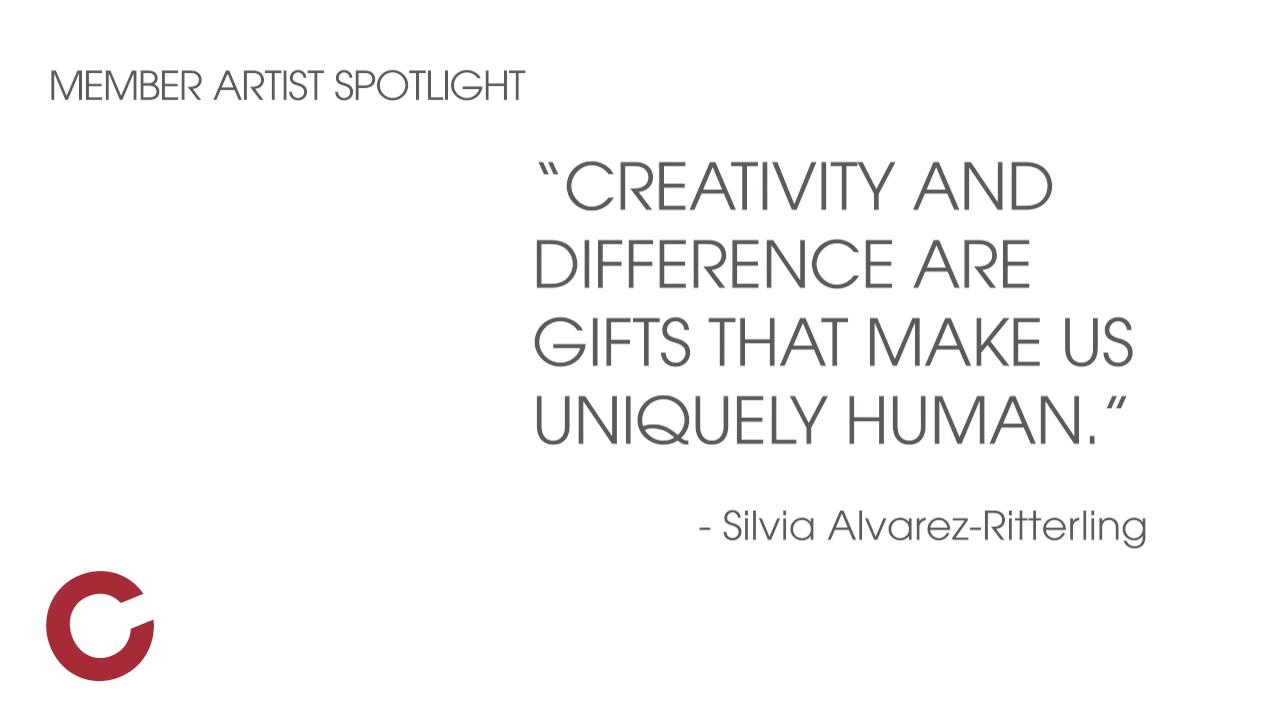 MEMBER ARTIST SPOTLIGHT
“CREATIVITY AND
DIFFERENCE ARE
GIFTS THAT MAKE US
UNIQUELY HUMAN.”
- Silvia Alvarez-Ritterling